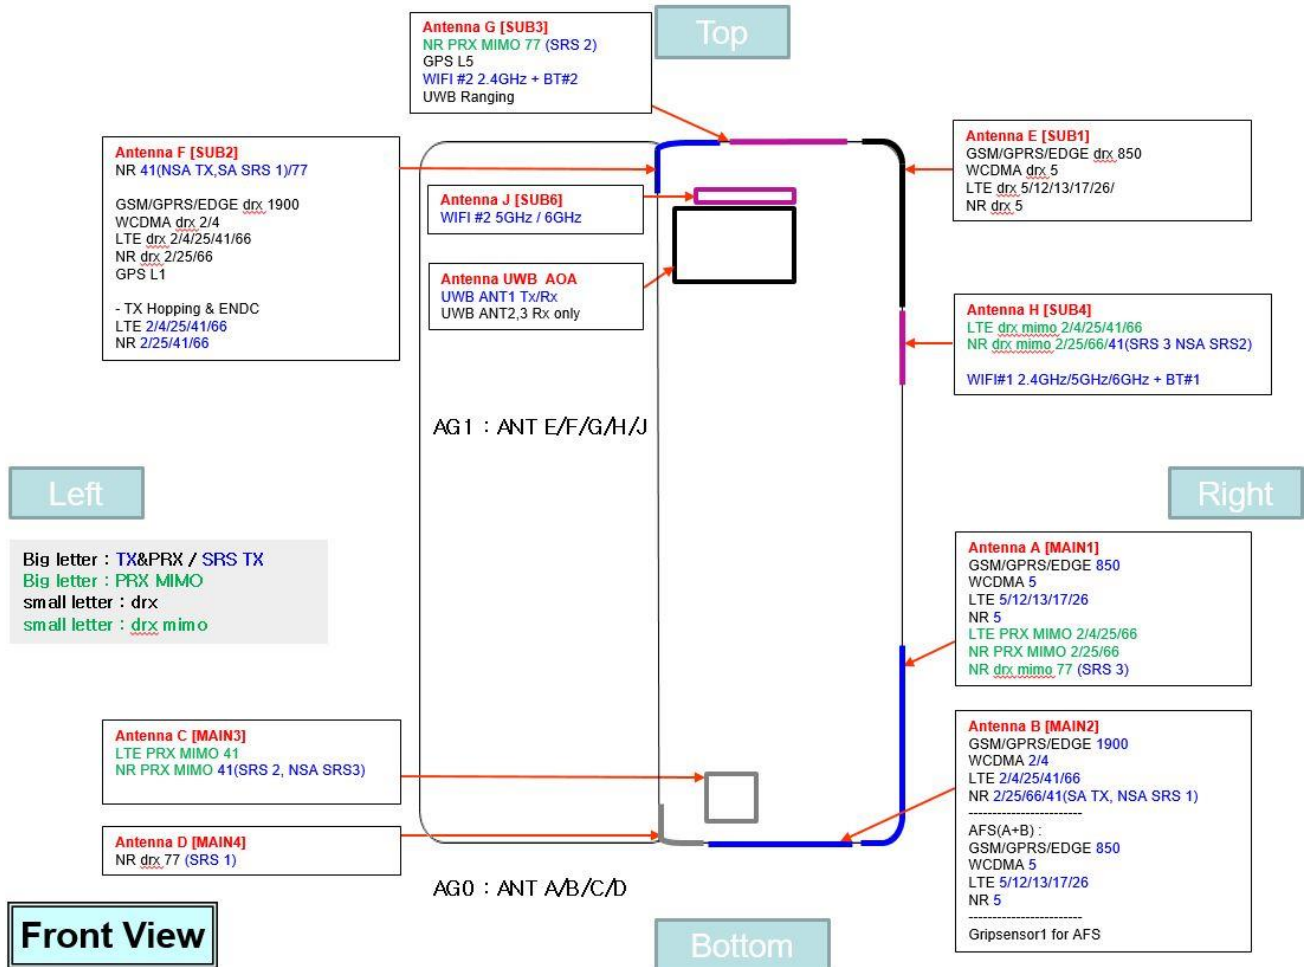 Top
Antenna G [SUB3]
NR PRX MIMO 77 (SRS 2)
GPS L5
WIFI #2 2.4GHz + BT#2
UWB Ranging
Antenna F [SUB2]
NR 41(NSA TX,SA SRS 1)/77
GSM/GPRS/EDGE drx 1900
WCDMA drx 2/4
LTE drx 2/4/25/41/66
NR drx 2/25/66
GPS L1
- TX Hopping & ENDC
LTE 2/4/25/41/66
NR 2/25/41/66
Antenna J [SUB6]
WIFI #2 5GHz / 6GHz
Antenna UWB AOA
UWB ANT1 Tx/Rx
UWB ANT2,3 Rx only
Antenna E [SUB1]
GSM/GPRS/EDGE drx 850
WCDMA drx 5
LTE drx 5/12/13/17/26/
NR drx 5
Antenna H [SUB4]
LTE drx mimo 2/4/25/41/66
NR drx mimo 2/25/66/41(SRS 3 NSA SRS2)
WIFI#1 2.4GHz/5GHz/6GHz + BT#1
AG1 : ANT E/F/G/H/J
Left
Right
Big letter : TX&PRX / SRS TX
Big letter : PRX MIMO
small letter : drx
small letter : drx mimo
Antenna A [MAIN1]
GSM/GPRS/EDGE 850
WCDMA 5
LTE 5/12/13/17/26
NR 5
LTE PRX MIMO 2/4/25/66
NR PRX MIMO 2/25/66
NR drx mimo 77 (SRS 3)
Antenna C [MAIN3]
LTE PRX MIMO 41
NR PRX MIMO 41(SRS 2, NSA SRS3)
Antenna D [MAIN4]
NR drx 77 (SRS 1)
Antenna B [MAIN2]
GSM/GPRS/EDGE 1900
WCDMA 2/4
LTE 2/4/25/41/66
NR 2/25/66/41(SA TX, NSA SRS 1)
------------------------
AFS(A+B) :
GSM/GPRS/EDGE 850
WCDMA 5
LTE 5/12/13/17/26
NR 5
------------------------
Gripsensor1 for AFS
AG0 : ANT A/B/C/D
Front View
Bottom